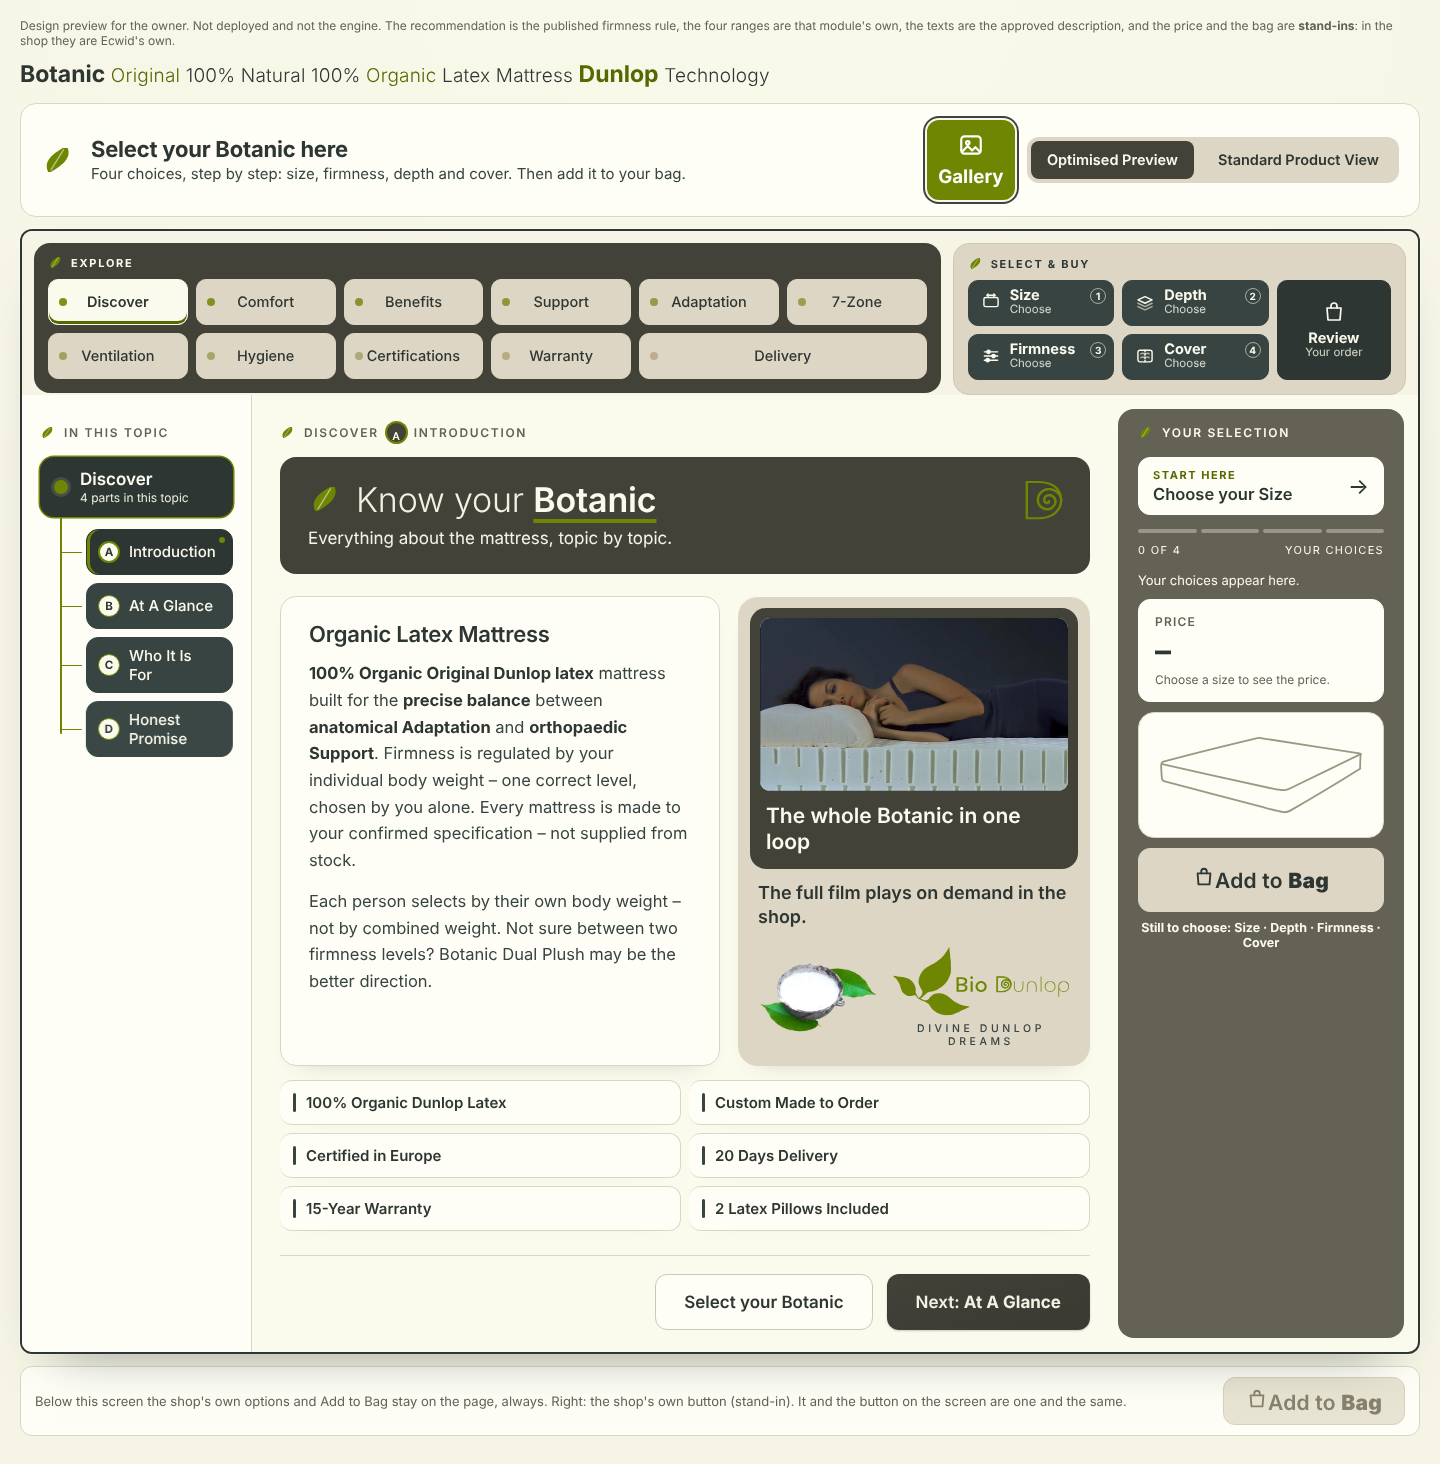 Design preview for the owner. Not deployed and not the engine. The recommendation is the published firmness rule, the four ranges are that module's own, the texts are the approved description, and the price and the bag are stand-ins: in the
shop they are Ecwid's own.
Botanic Original 100% Natural 100% Organic Latex Mattress Dunlop Technology
Select your Botanic here
Four choices, step by step: size, firmness, depth and cover. Then add it to your bag.
Gallery
Optimised Preview
Standard Product View
EXPLORE
Discover
Comfort
Benefits
Support
Adaptation
7-Zone
Ventilation
Hygiene
Certifications
Warranty
Delivery
SELECT & BUY
Size
Choose
1
Depth
Choose
2
Firmness
Choose
3
Cover
Choose
4
Review
Your order
IN THIS TOPIC
Discover
4 parts in this topic
A Introduction
B At A Glance
C Who It Is
For
D Honest
Promise
DISCOVER A INTRODUCTION
Know your Botanic
Everything about the mattress, topic by topic.
Organic Latex Mattress
100% Organic Original Dunlop latex mattress
built for the precise balance between
anatomical Adaptation and orthopaedic
Support. Firmness is regulated by your
individual body weight – one correct level,
chosen by you alone. Every mattress is made to
your confirmed specification – not supplied from
stock.
Each person selects by their own body weight –
not by combined weight. Not sure between two
firmness levels? Botanic Dual Plush may be the
better direction.
The whole Botanic in one
loop
The full film plays on demand in the
shop.
Bio Dunlop
DIVINE DUNLOP
DREAMS
100% Organic Dunlop Latex
Custom Made to Order
Certified in Europe
20 Days Delivery
15-Year Warranty
2 Latex Pillows Included
Select your Botanic
Next: At A Glance
YOUR SELECTION
START HERE
Choose your Size
0 OF 4
YOUR CHOICES
Your choices appear here.
PRICE
–
Choose a size to see the price.
Add to Bag
Still to choose: Size · Depth · Firmness ·
Cover
Below this screen the shop's own options and Add to Bag stay on the page, always. Right: the shop's own button (stand-in). It and the button on the screen are one and the same.
Add to Bag